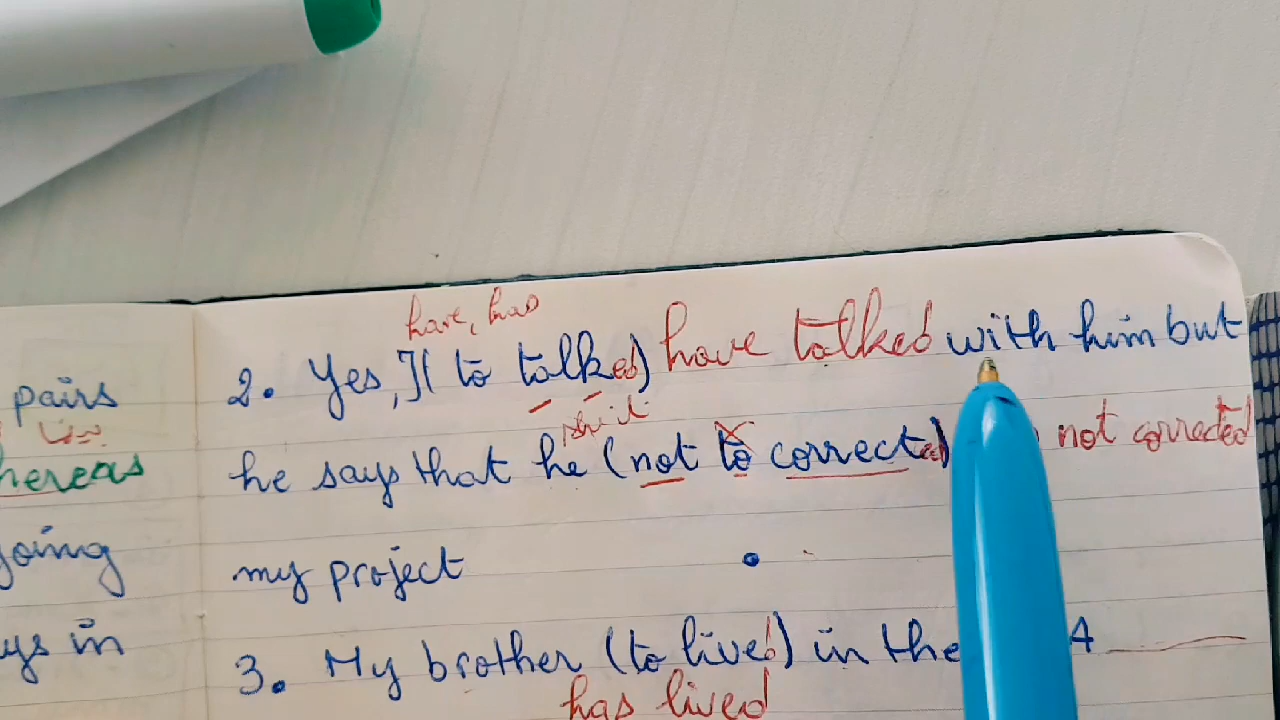 have, has
pairs
2. Yes, I (to talked) have talked with him but
hereas
he says that he (not to corrected) not corrected
going
my project
ys in
3. My brother (to lived) in the A
has lived